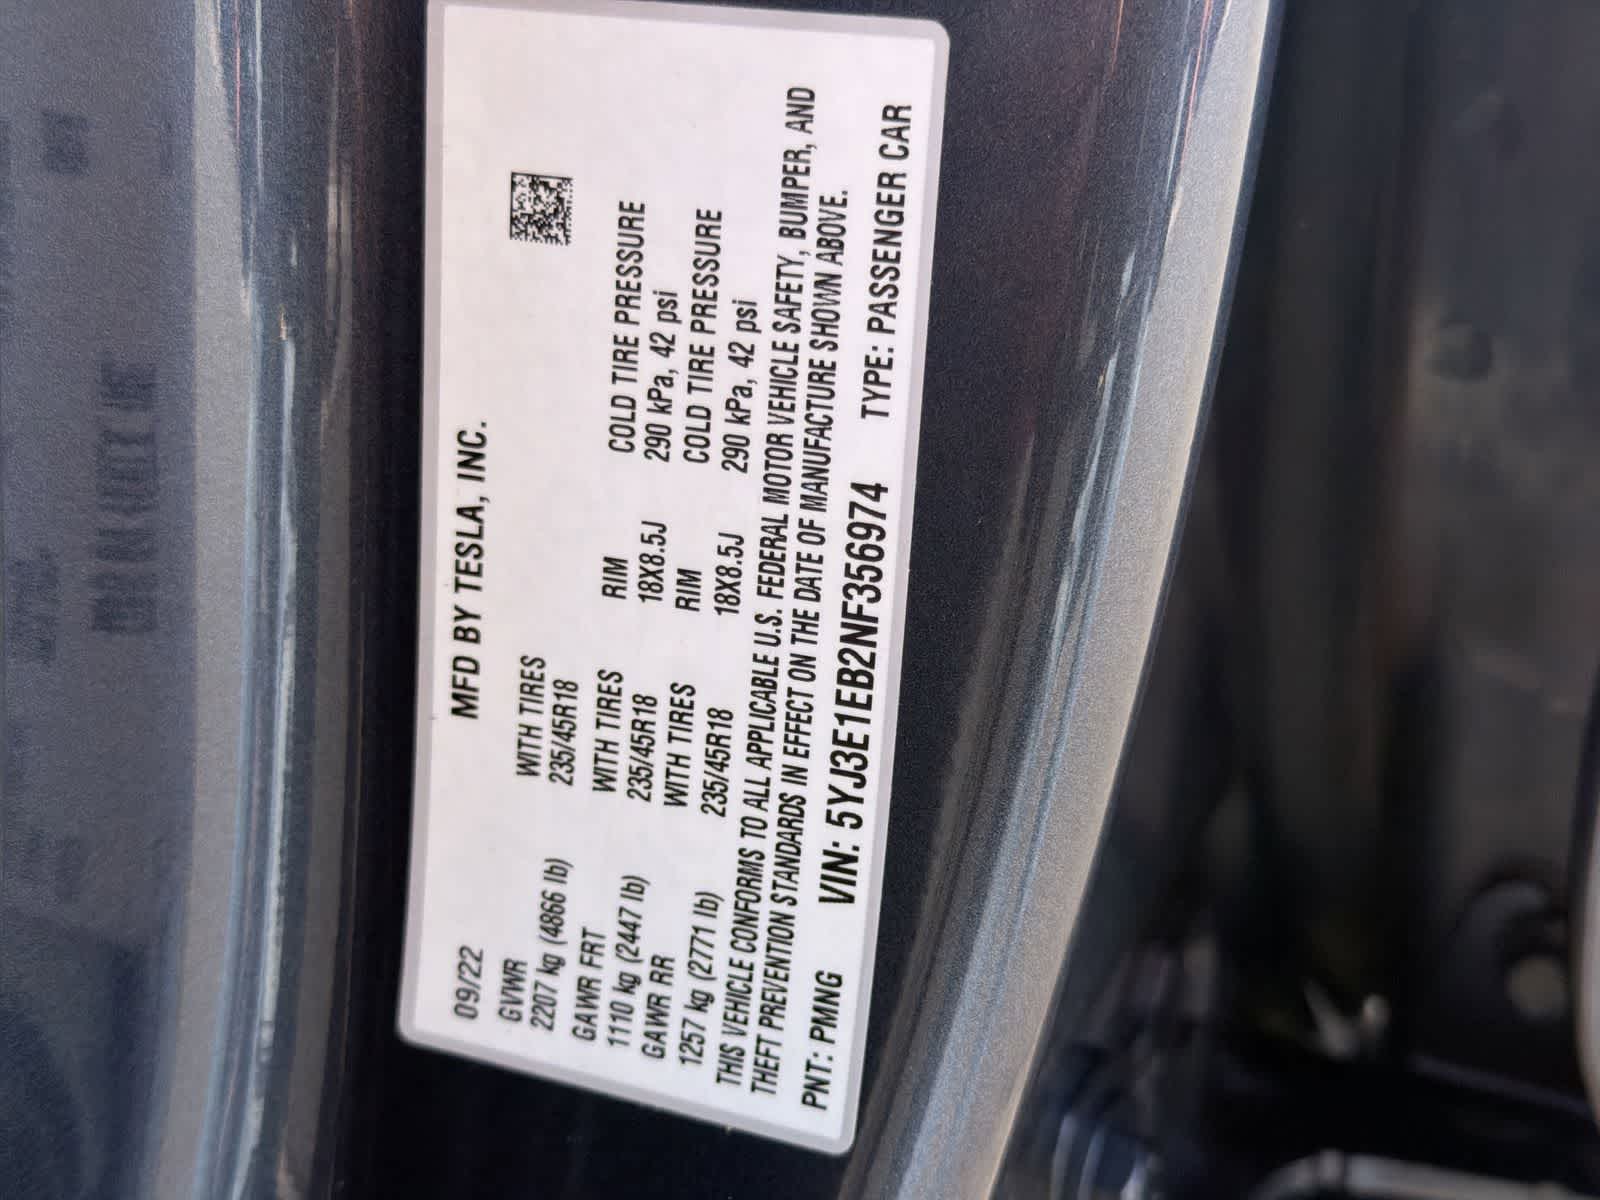 MFD BY TESLA, INC.
09/22
GVWR WITH TIRES
2207 kg (4866 lb) 235/45R18
GAWR FRT WITH TIRES RIM COLD TIRE PRESSURE
1110 kg (2447 lb) 235/45R18 18X8.5J 290 kPa, 42 psi
GAWR RR WITH TIRES RIM COLD TIRE PRESSURE
1257 kg (2771 lb) 235/45R18 18X8.5J 290 kPa, 42 psi
THIS VEHICLE CONFORMS TO ALL APPLICABLE U.S. FEDERAL MOTOR VEHICLE SAFETY, BUMPER, AND
THEFT PREVENTION STANDARDS IN EFFECT ON THE DATE OF MANUFACTURE SHOWN ABOVE.
PNT: PMNG VIN: 5YJ3E1EB2NF356974 TYPE: PASSENGER CAR